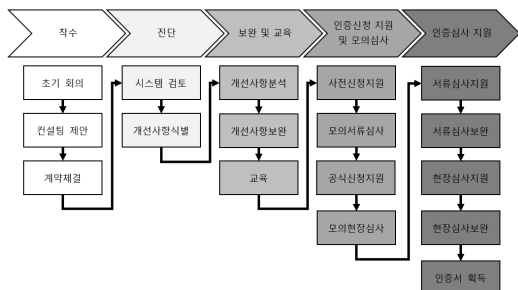 착수
진단
보완 및 교육
인증신청 지원
및 모의심사
인증심사 지원
초기 회의
컨설팅 제안
계약체결
시스템 검토
개선사항식별
개선사항분석
개선사항보완
교육
사전신청지원
모의서류심사
공식신청지원
모의현장심사
서류심사지원
서류심사보완
현장심사지원
현장심사보완
인증서 획득